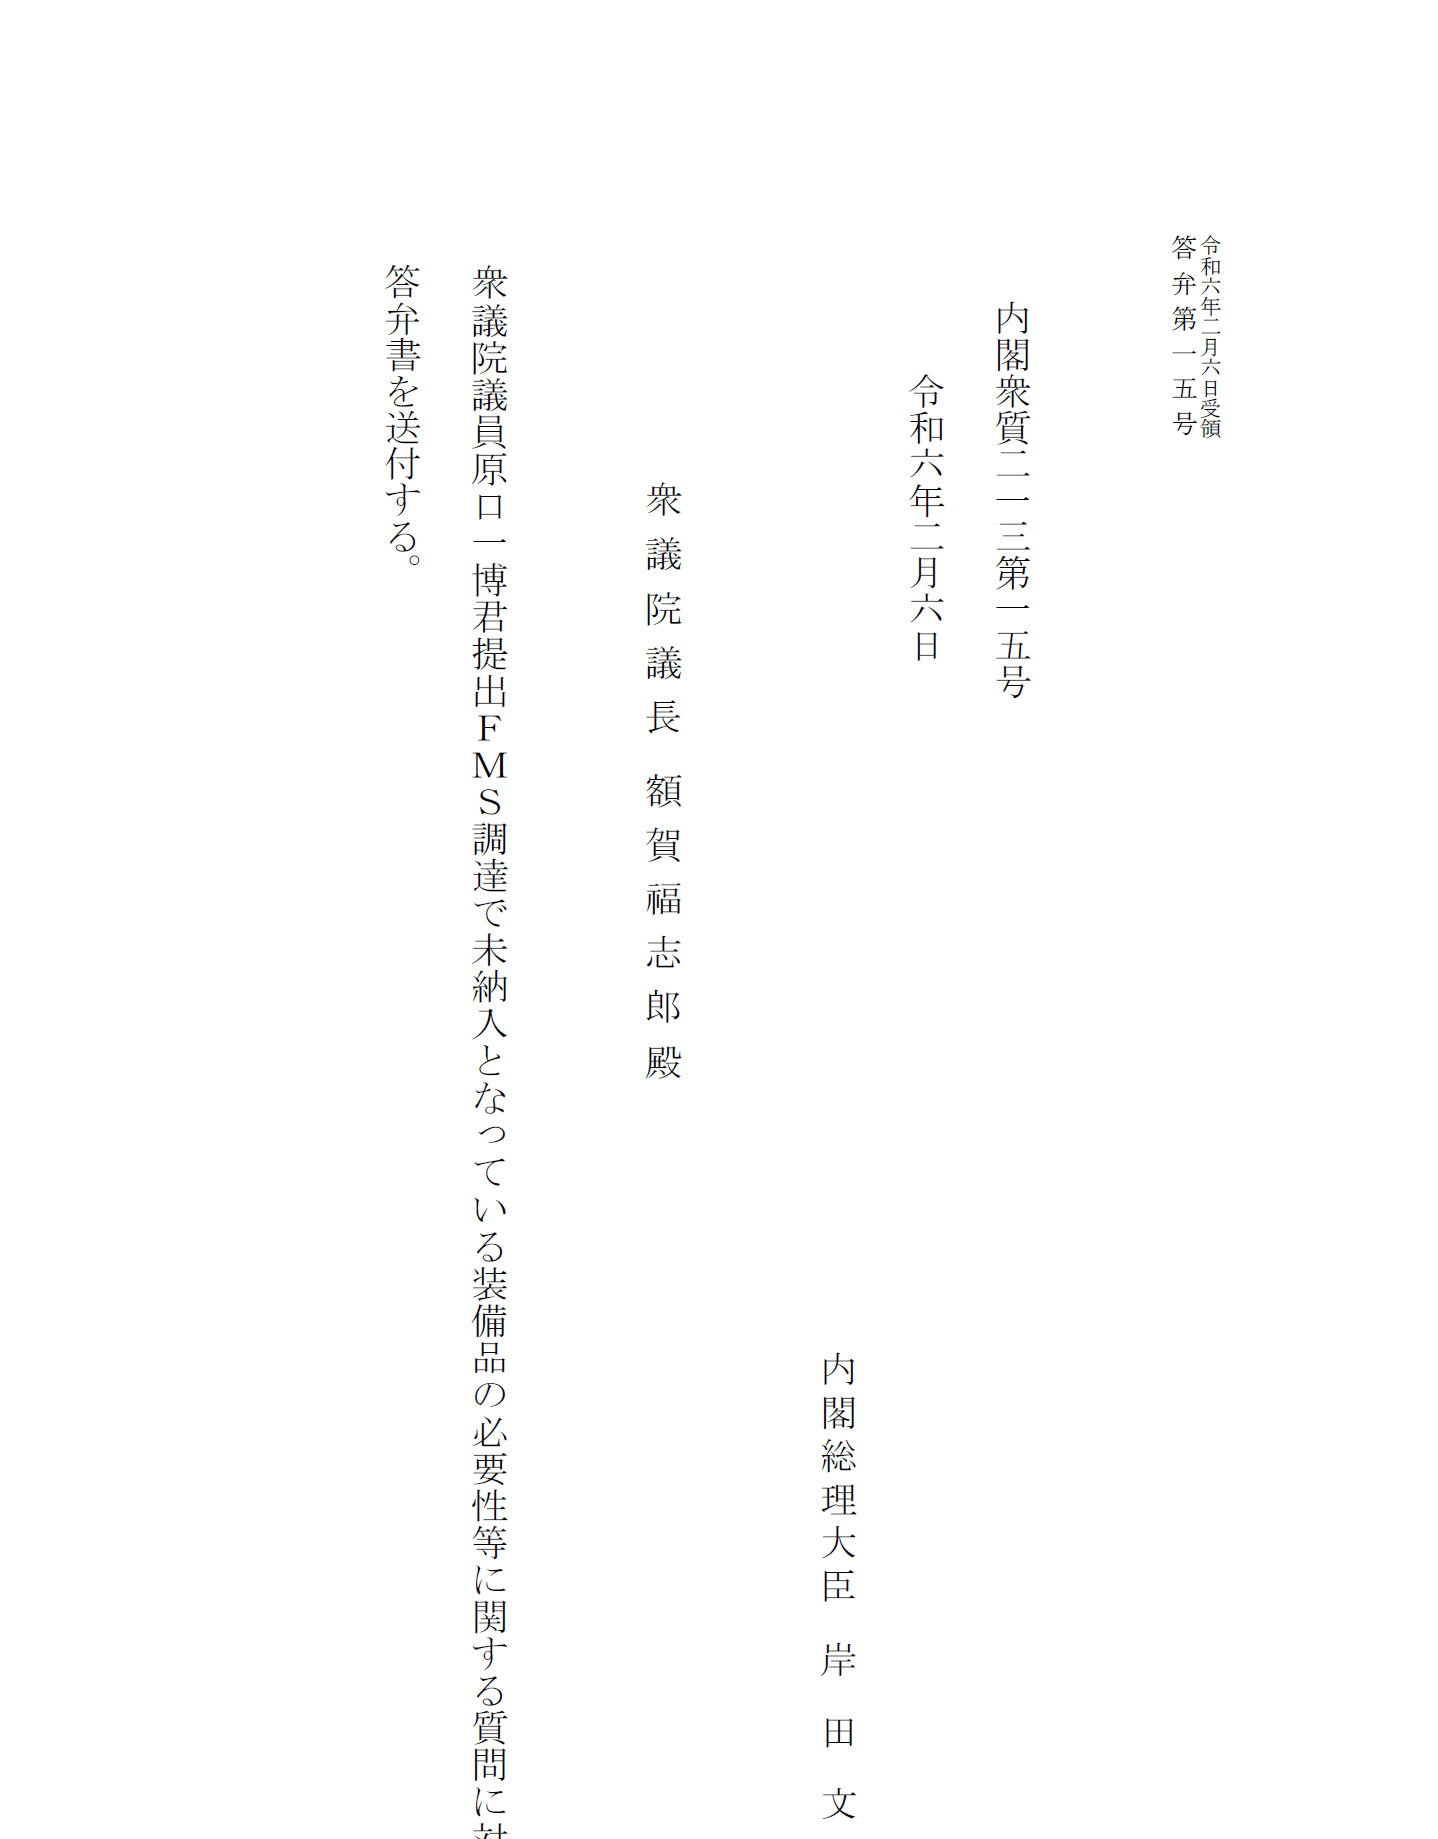 令和六年二月六日受領
答弁第一五号
内閣衆質二一三第一五号
令和六年二月六日
内閣総理大臣 岸 田 文
衆議院議長 額賀福志郎殿
衆議院議員原口一博君提出ＦＭＳ調達で未納入となっている装備品の必要性等に関する質問に対
答弁書を送付する。